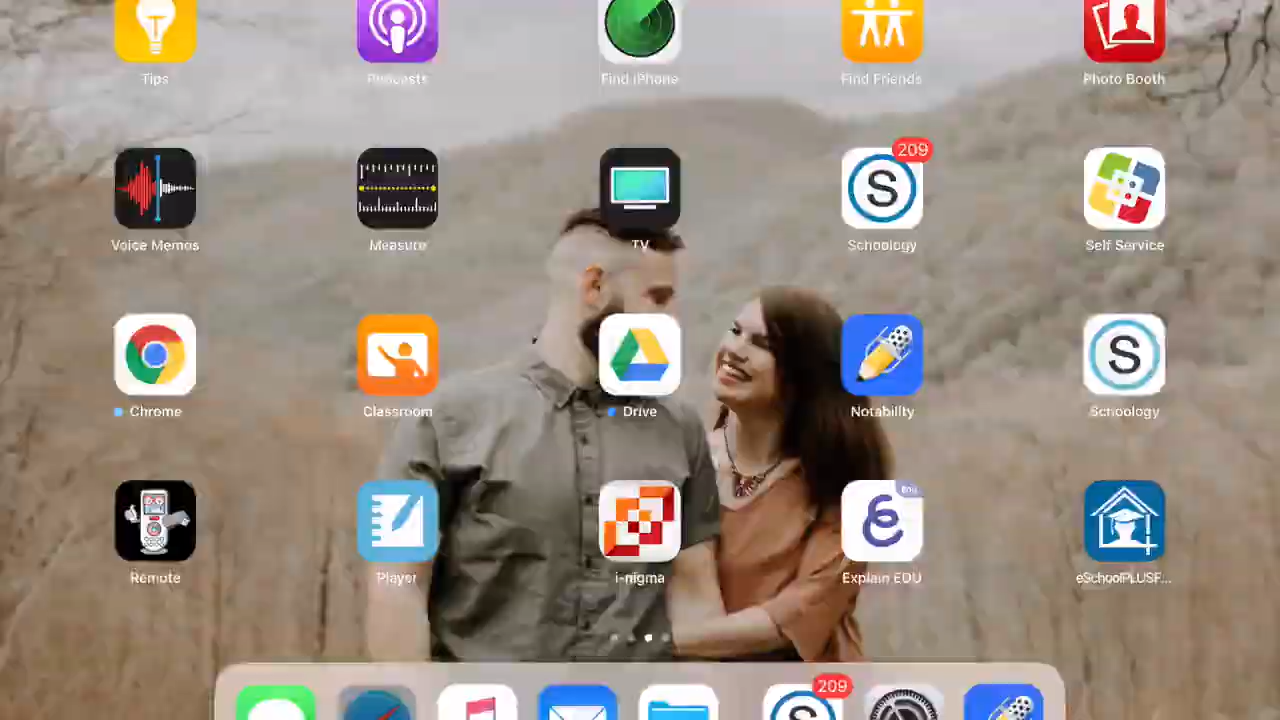 Tips
Podcasts
Find iPhone
Find Friends
Photo Booth
209
S
Voice Memos
Measure
TV
Schoology
Self Service
S
Chrome
Classroom
Drive
Notability
Schoology
EDU
Remote
Player
i-nigma
Explain EDU
eSchoolPLUSF...
209
S